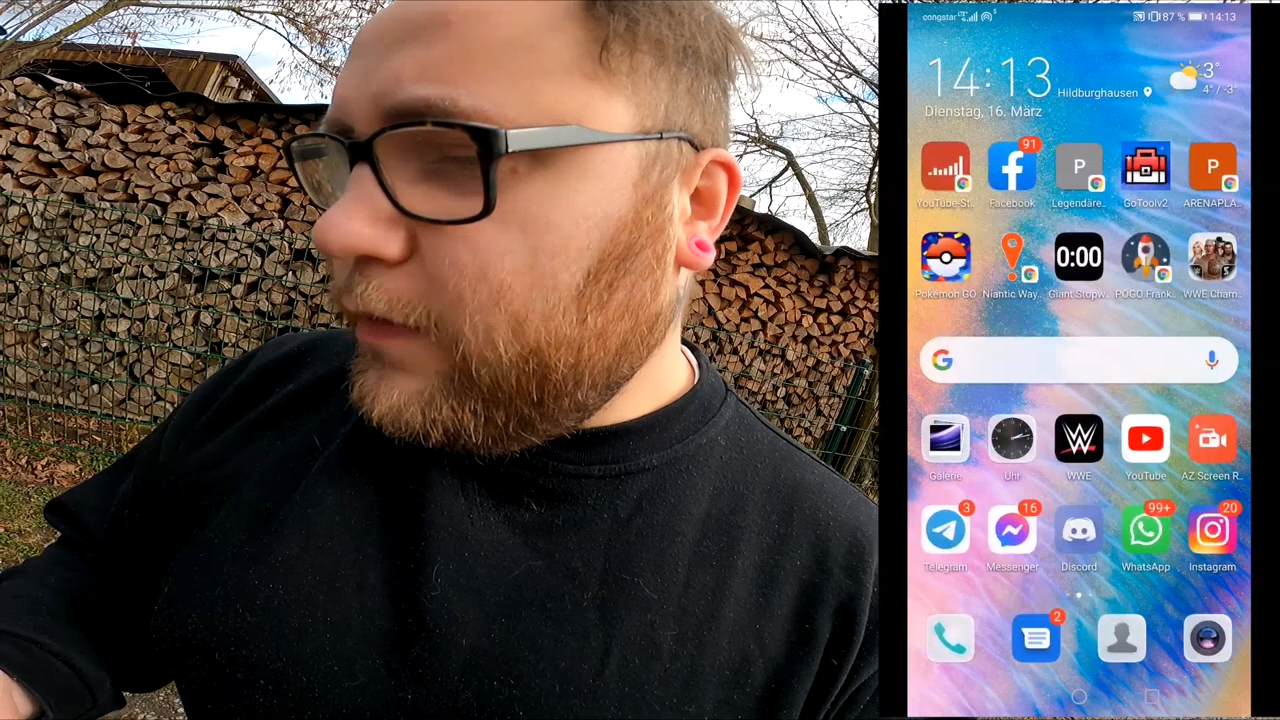 congstar 87 % 14:13
14:13 3°
Hildburghausen 4° / -3°
Dienstag, 16. März
91
P P
YouTube-St.. Facebook Legendäre.. GoToolv2 ARENAPLA..
0:00
Pokémon GO Niantic Way.. Giant Stopw.. POGO Frank.. WWE Cham..
G
W
Galerie Uhr WWE YouTube AZ Screen R..
3 16 99+ 20
Telegram Messenger Discord WhatsApp Instagram
2